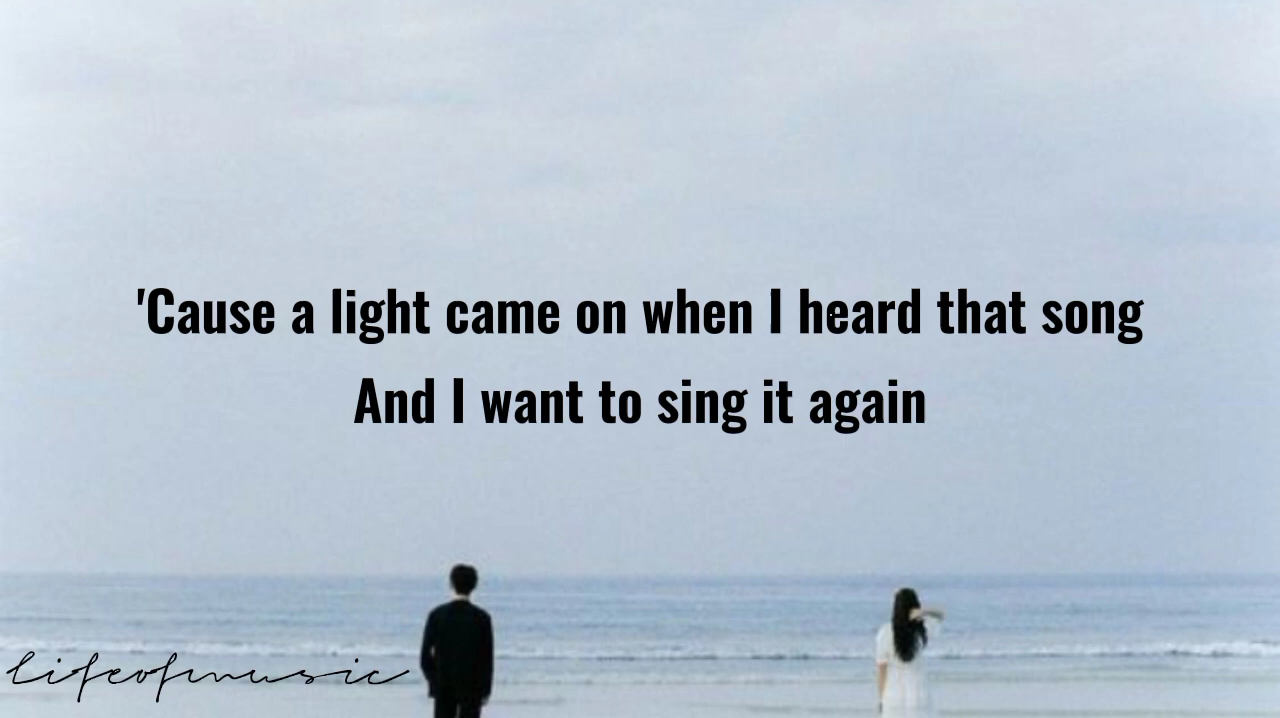 'Cause a light came on when I heard that song
And I want to sing it again
lifeofmusic